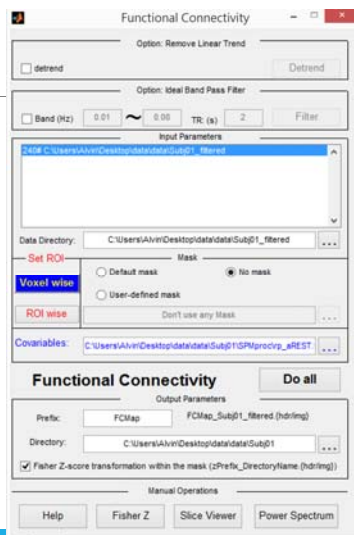 Functional Connectivity
Option: Remove Linear Trend
detrend
Detrend
Option: Ideal Band Pass Filter
Band (Hz) 0.01 ~ 0.08 TR: (s) 2 Filter
Input Parameters
240# C:\Users\Alvin\Desktop\data\data\Subj01_filtered
Data Directory: C:\Users\Alvin\Desktop\data\data\Subj01_filtered ...
Set ROI
Mask
Voxel wise
Default mask
No mask
User-defined mask
ROI wise
Don't use any Mask ...
Covariables: C:\Users\Alvin\Desktop\data\data\Subj01\SPMproc\rp_aREST ...
Functional Connectivity
Do all
Output Parameters
Prefix: FCMap FCMap_Subj01_filtered.{hdr/img}
Directory: C:\Users\Alvin\Desktop\data\data\Subj01 ...
Fisher Z-score transformation within the mask (zPrefix_DirectoryName.{hdr/img})
Manual Operations
Help Fisher Z Slice Viewer Power Spectrum